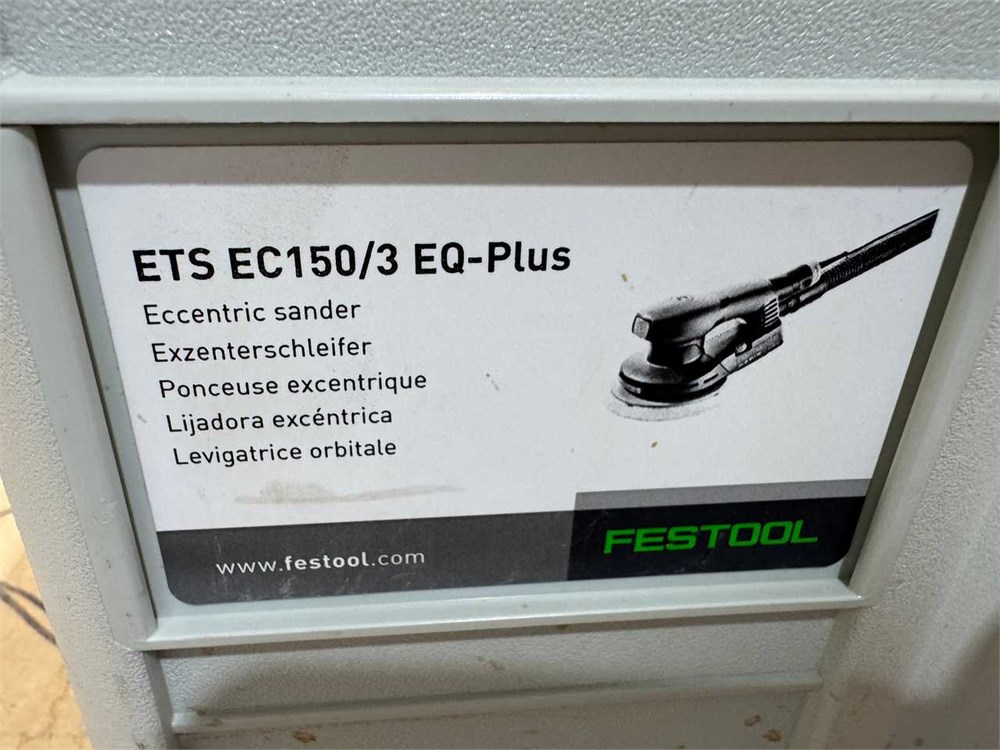 ETS EC150/3 EQ-Plus
Eccentric sander
Exzenterschleifer
Ponceuse excentrique
Lijadora excéntrica
Levigatrice orbitale
www.festool.com
FESTOOL